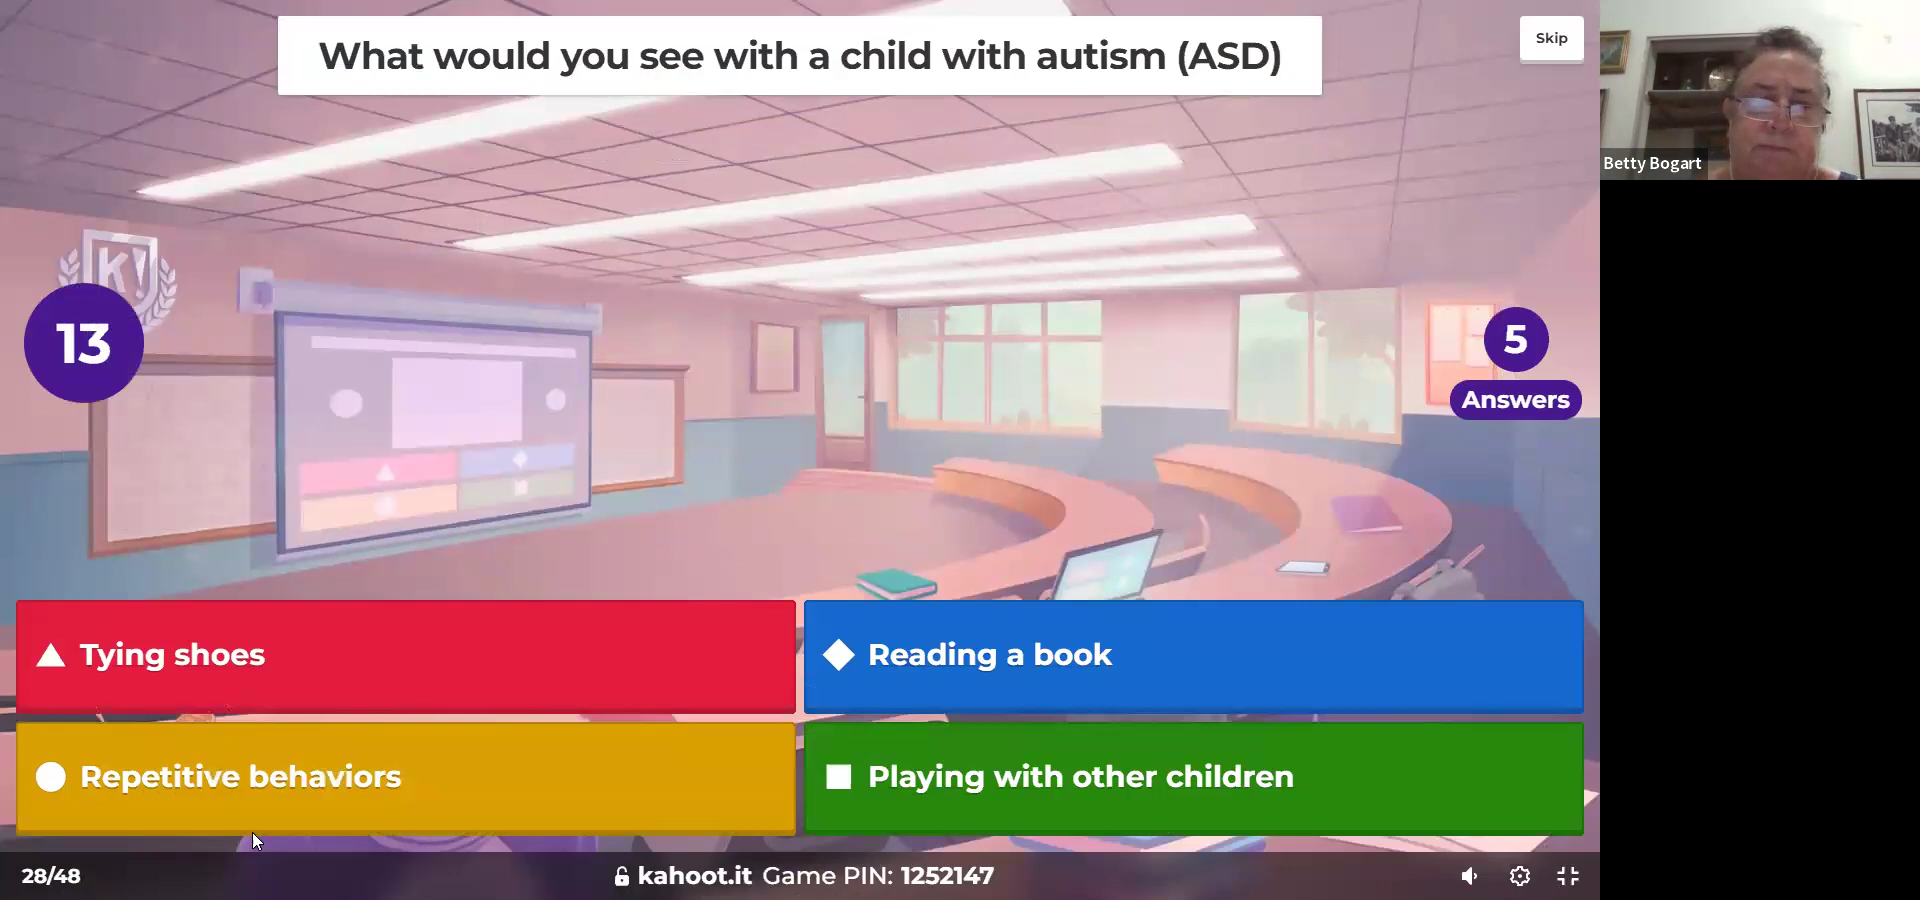 What would you see with a child with autism (ASD)
Skip
Betty Bogart
K!
13
5
Answers
Tying shoes
Reading a book
Repetitive behaviors
Playing with other children
28/48
kahoot.it Game PIN: 1252147